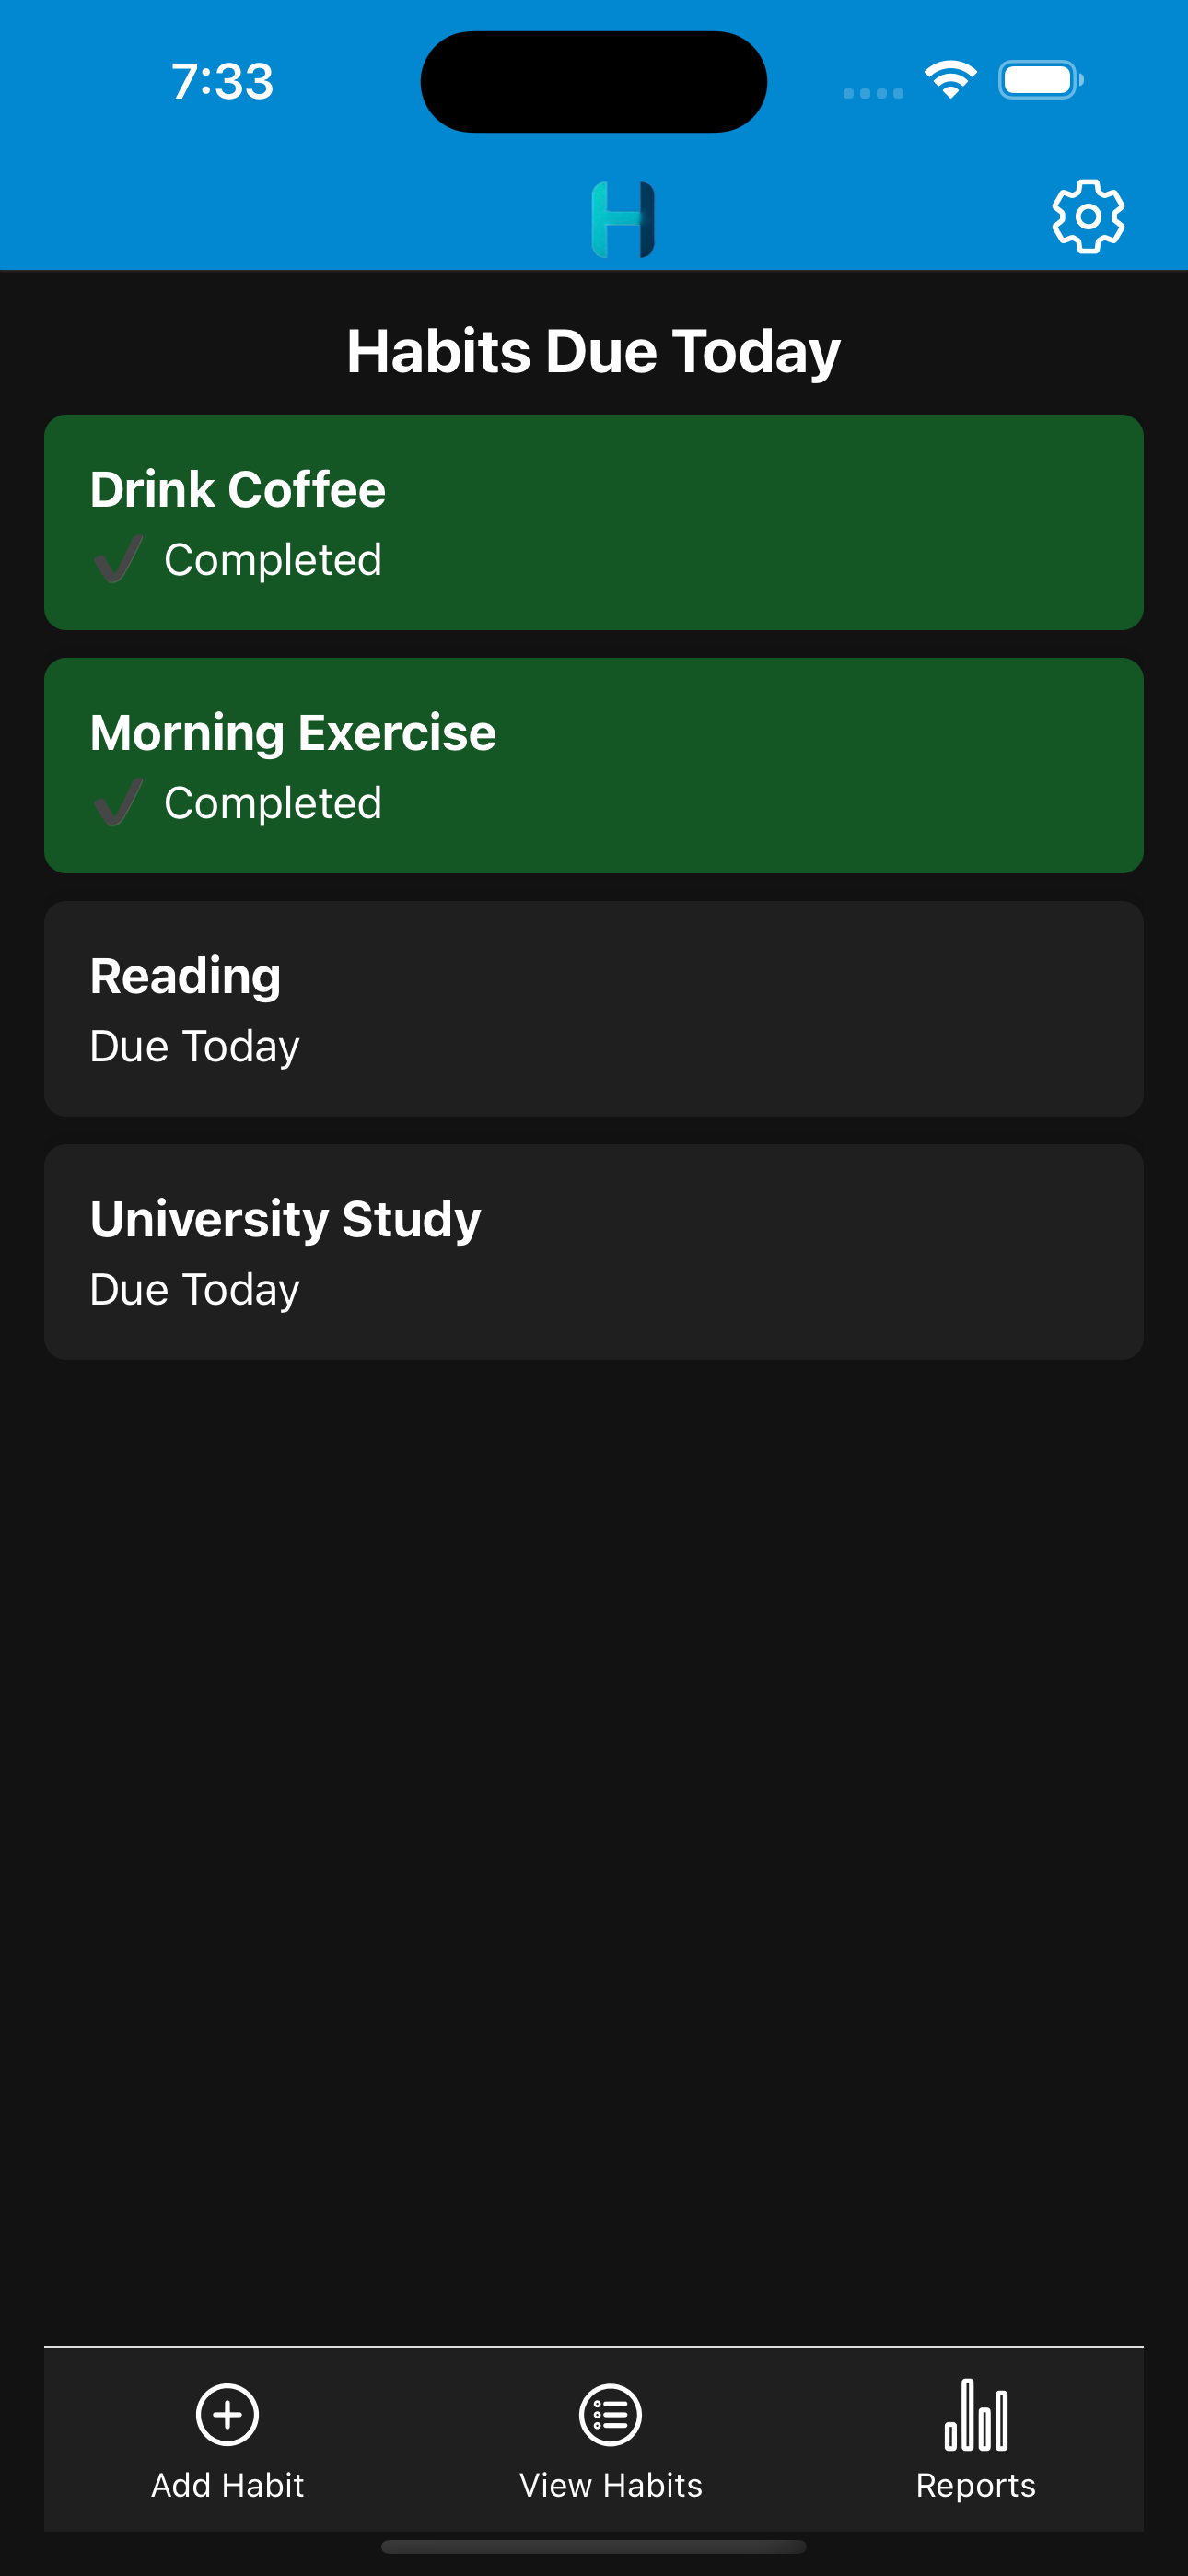 7:33
H
Habits Due Today
Drink Coffee
✔ Completed
Morning Exercise
✔ Completed
Reading
Due Today
University Study
Due Today
Add Habit
View Habits
Reports